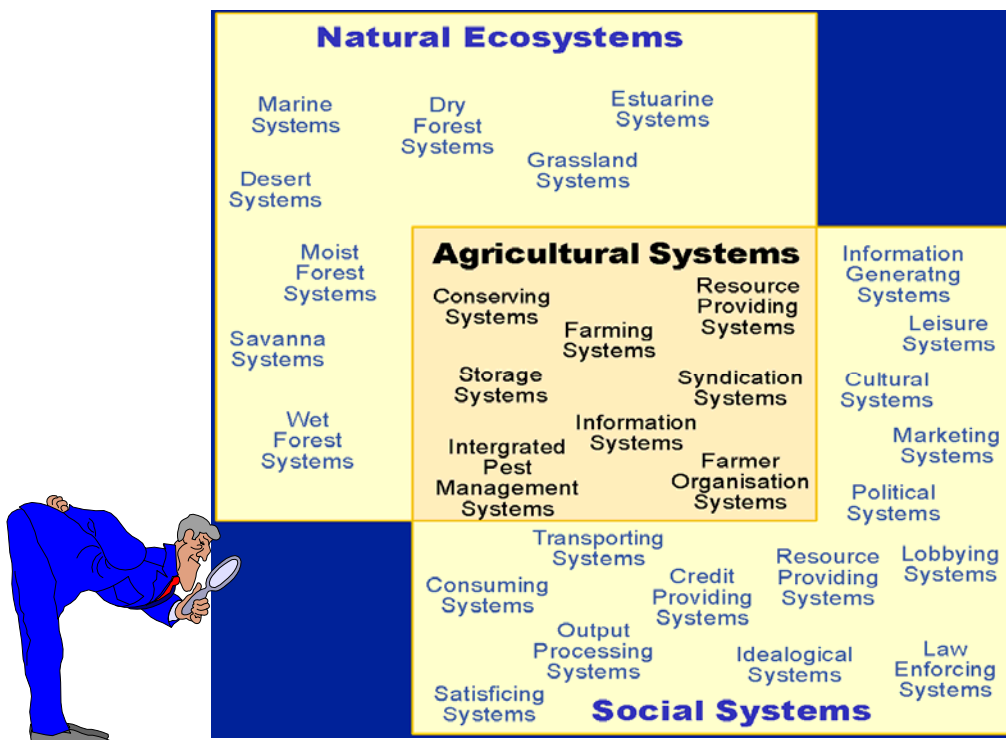 Natural Ecosystems
Marine
Systems
Dry
Forest
Systems
Estuarine
Systems
Grassland
Systems
Desert
Systems
Moist
Forest
Systems
Savanna
Systems
Wet
Forest
Systems
Agricultural Systems
Conserving
Systems
Resource
Providing
Systems
Farming
Systems
Storage
Systems
Syndication
Systems
Information
Systems
Intergrated
Pest
Management
Systems
Farmer
Organisation
Systems
Information
Generatng
Systems
Leisure
Systems
Cultural
Systems
Marketing
Systems
Political
Systems
Transporting
Systems
Consuming
Systems
Credit
Providing
Systems
Resource
Providing
Systems
Lobbying
Systems
Output
Processing
Systems
Idealogical
Systems
Law
Enforcing
Systems
Satisficing
Systems
Social Systems